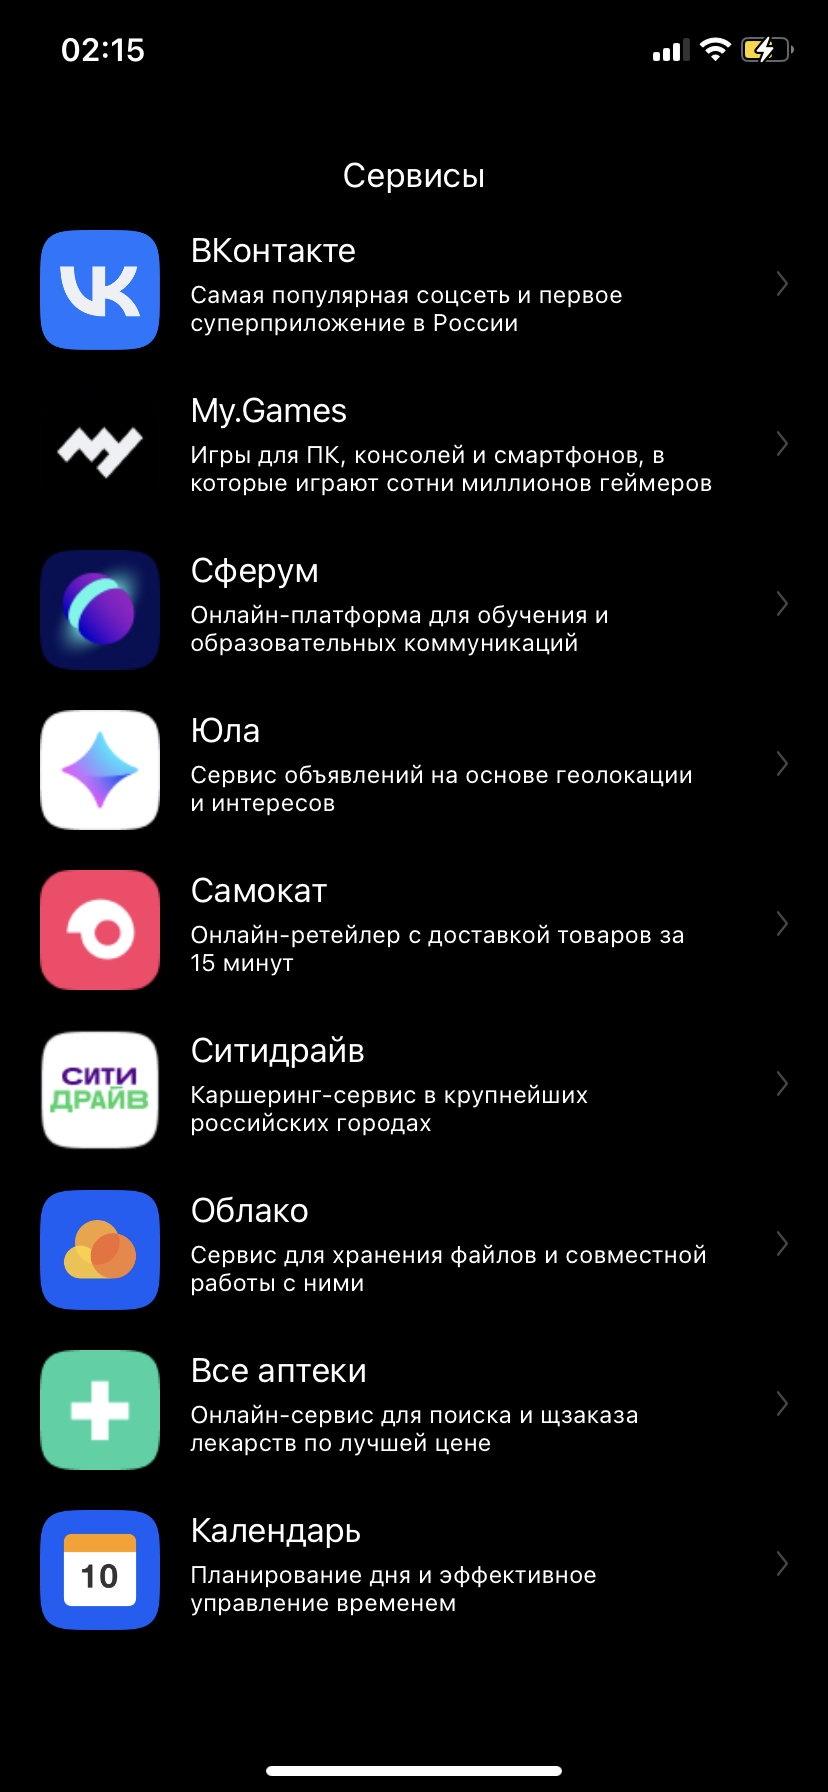 02:15
Сервисы
ВКонтакте
Самая популярная соцсеть и первое
суперприложение в России
My.Games
Игры для ПК, консолей и смартфонов, в
которые играют сотни миллионов геймеров
Сферум
Онлайн-платформа для обучения и
образовательных коммуникаций
Юла
Сервис объявлений на основе геолокации
и интересов
Самокат
Онлайн-ретейлер с доставкой товаров за
15 минут
СИТИ
ДРАЙВ
Ситидрайв
Каршеринг-сервис в крупнейших
российских городах
Облако
Сервис для хранения файлов и совместной
работы с ними
Все аптеки
Онлайн-сервис для поиска и щзаказа
лекарств по лучшей цене
10
Календарь
Планирование дня и эффективное
управление временем